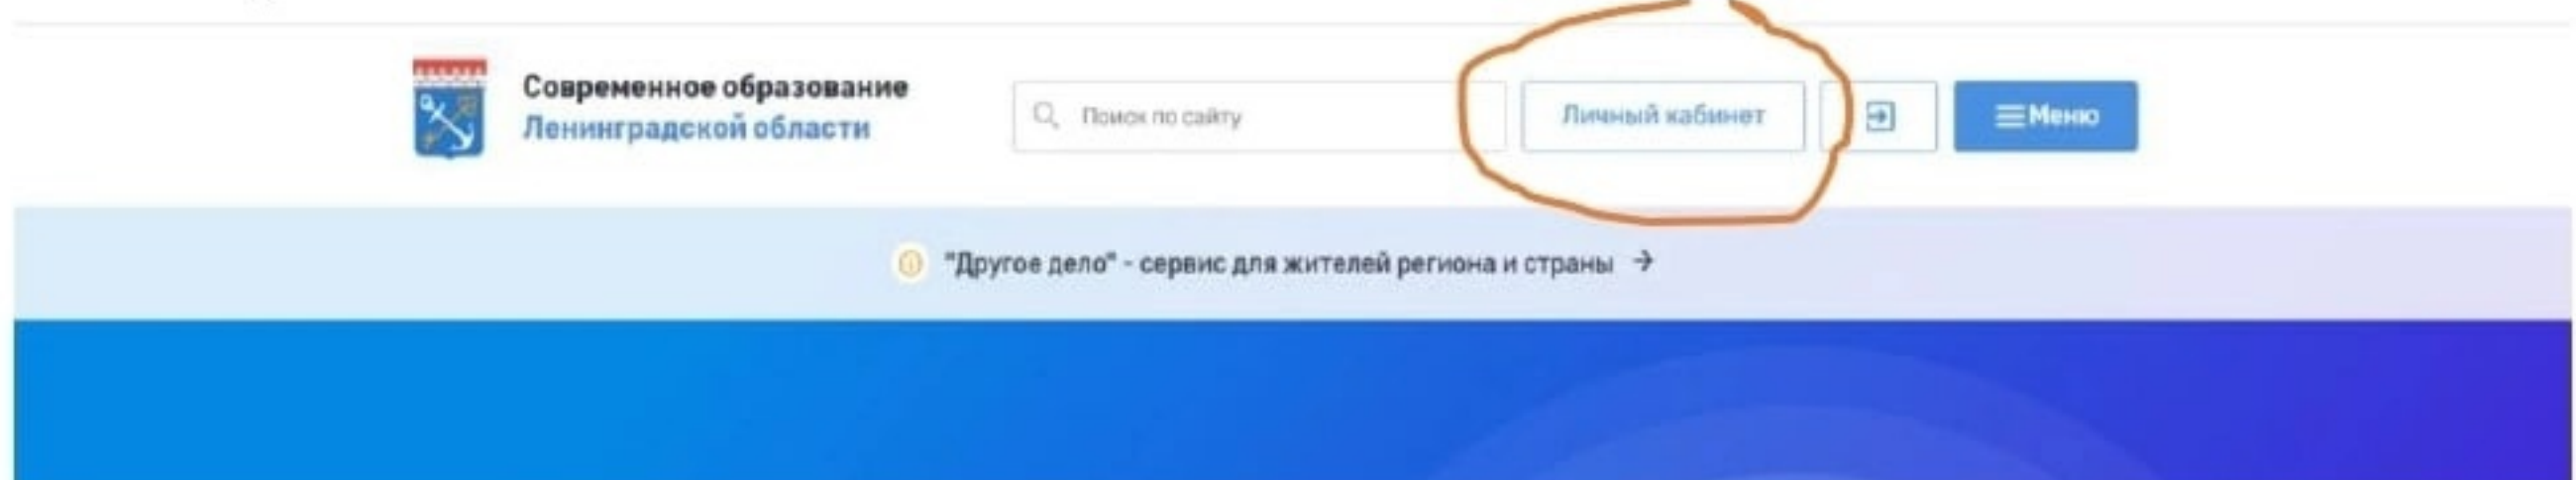 Современное образование
Ленинградской области
Поиск по сайту
Личный кабинет
Меню
"Другое дело" - сервис для жителей региона и страны →